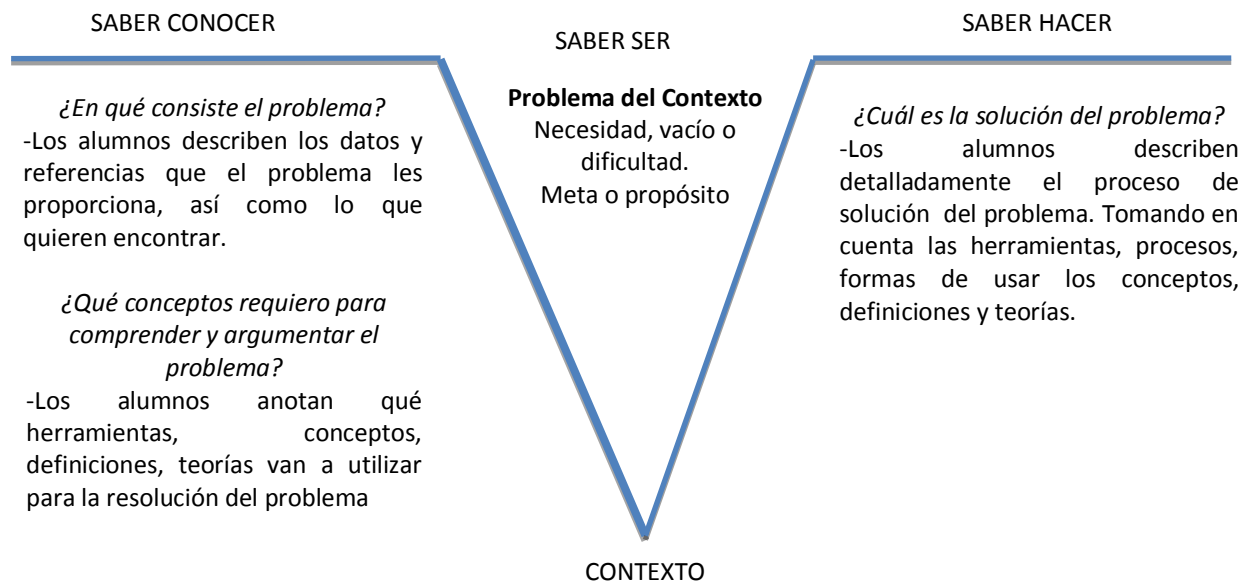 SABER CONOCER
¿En qué consiste el problema?
-Los alumnos describen los datos y
referencias que el problema les
proporciona, así como lo que
quieren encontrar.
¿Qué conceptos requiero para
comprender y argumentar el
problema?
-Los alumnos anotan qué
herramientas, conceptos,
definiciones, teorías van a utilizar
para la resolución del problema
SABER SER
Problema del Contexto
Necesidad, vacío o
dificultad.
Meta o propósito
CONTEXTO
SABER HACER
¿Cuál es la solución del problema?
-Los alumnos describen
detalladamente el proceso de
solución del problema. Tomando en
cuenta las herramientas, procesos,
formas de usar los conceptos,
definiciones y teorías.